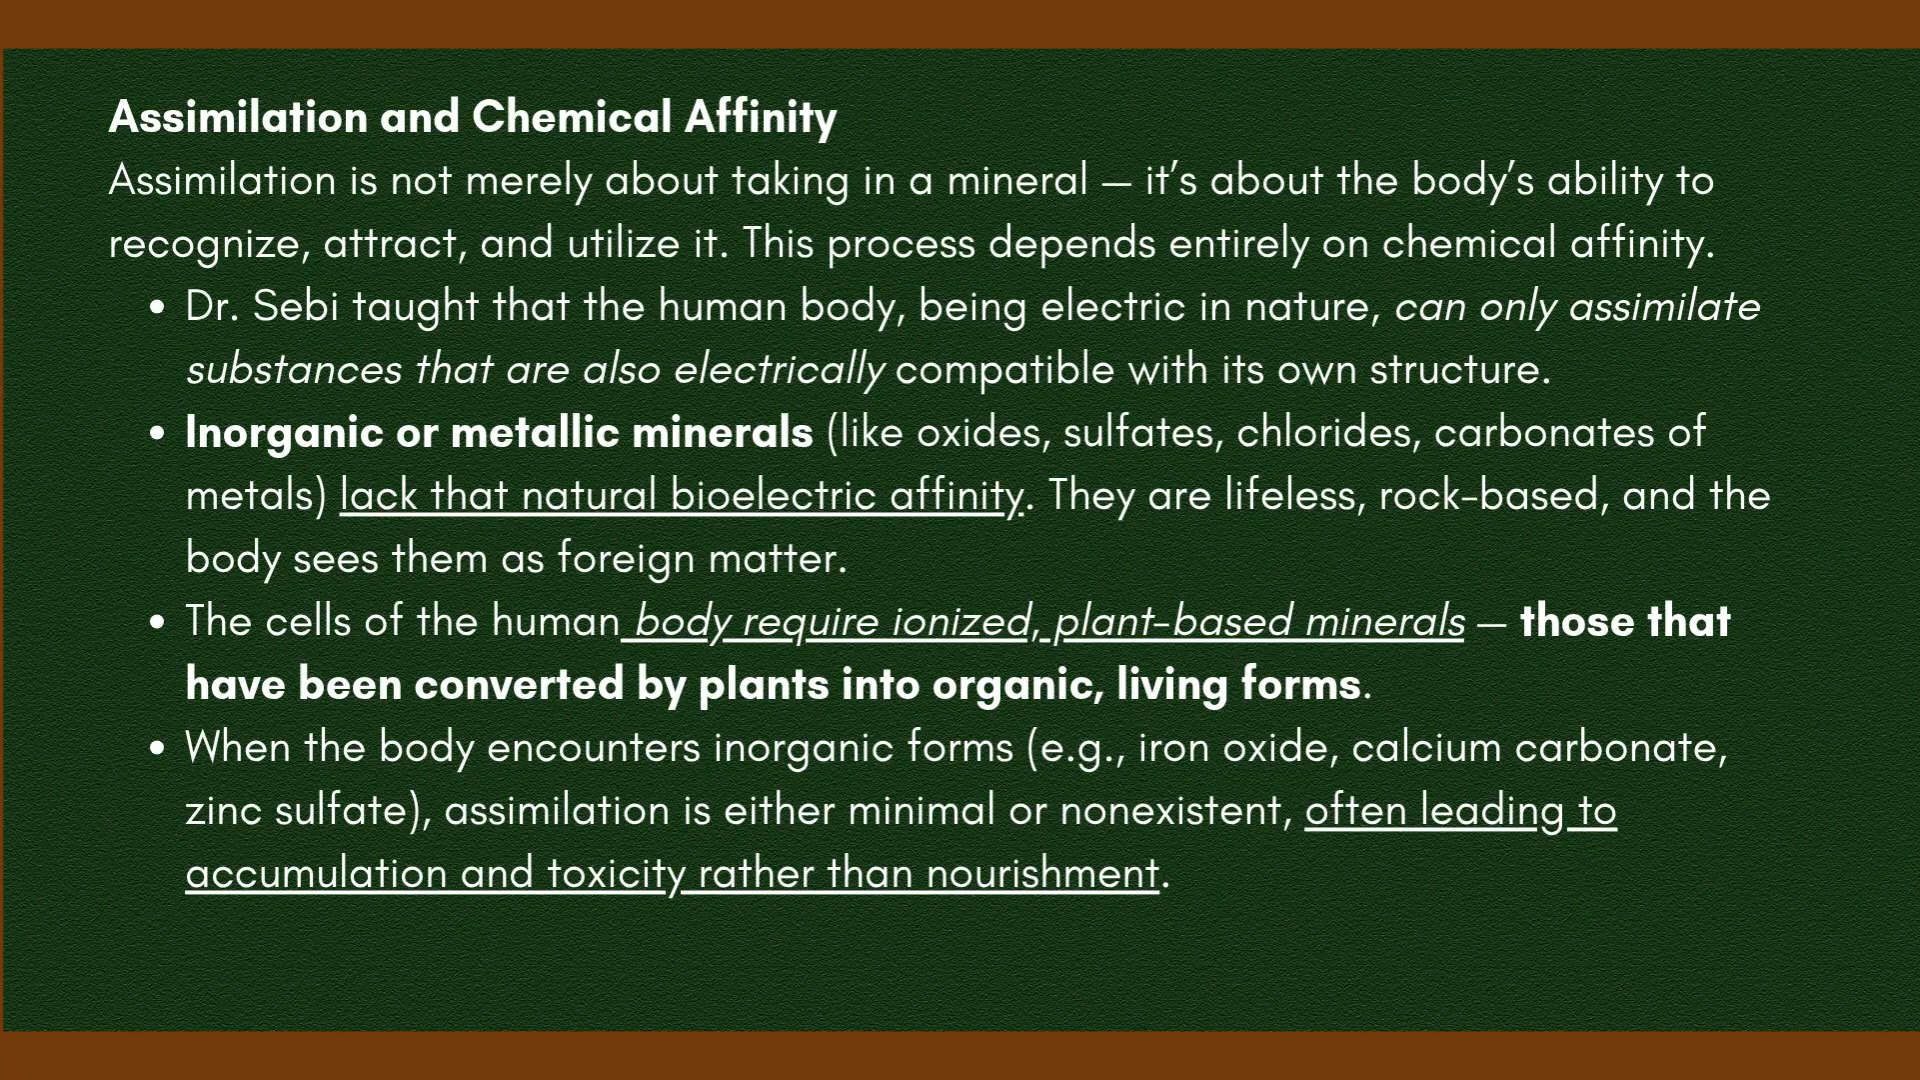 Assimilation and Chemical Affinity
Assimilation is not merely about taking in a mineral — it’s about the body’s ability to
recognize, attract, and utilize it. This process depends entirely on chemical affinity.
• Dr. Sebi taught that the human body, being electric in nature, can only assimilate
substances that are also electrically compatible with its own structure.
• Inorganic or metallic minerals (like oxides, sulfates, chlorides, carbonates of
metals) lack that natural bioelectric affinity. They are lifeless, rock-based, and the
body sees them as foreign matter.
• The cells of the human body require ionized, plant-based minerals — those that
have been converted by plants into organic, living forms.
• When the body encounters inorganic forms (e.g., iron oxide, calcium carbonate,
zinc sulfate), assimilation is either minimal or nonexistent, often leading to
accumulation and toxicity rather than nourishment.